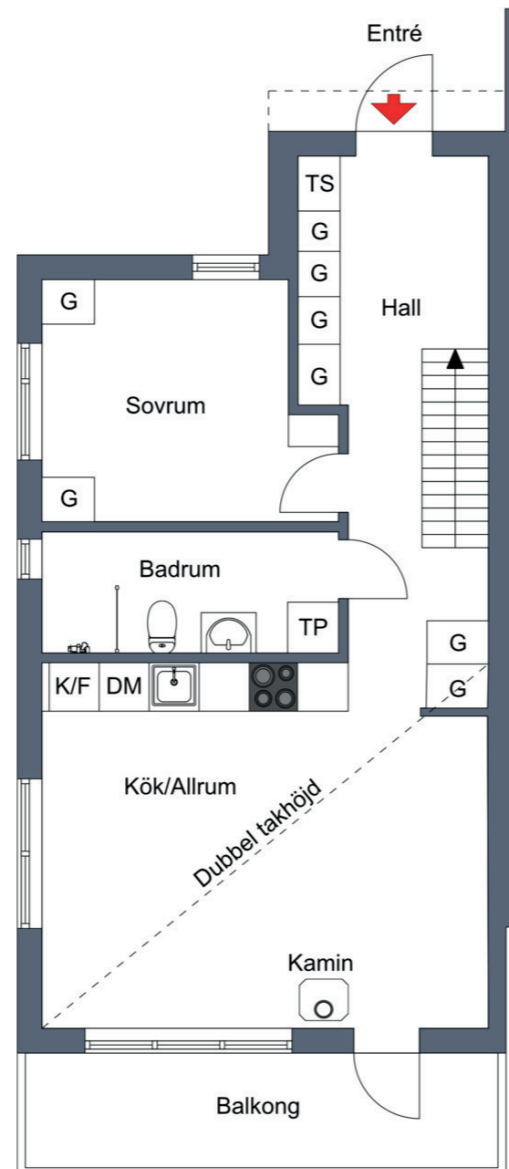 Entré
TS
G
G
G
G
Hall
G
Sovrum
G
Badrum
TP
G
G
K/F
DM
Kök/Allrum
Dubbel takhöjd
Kamin
Balkong